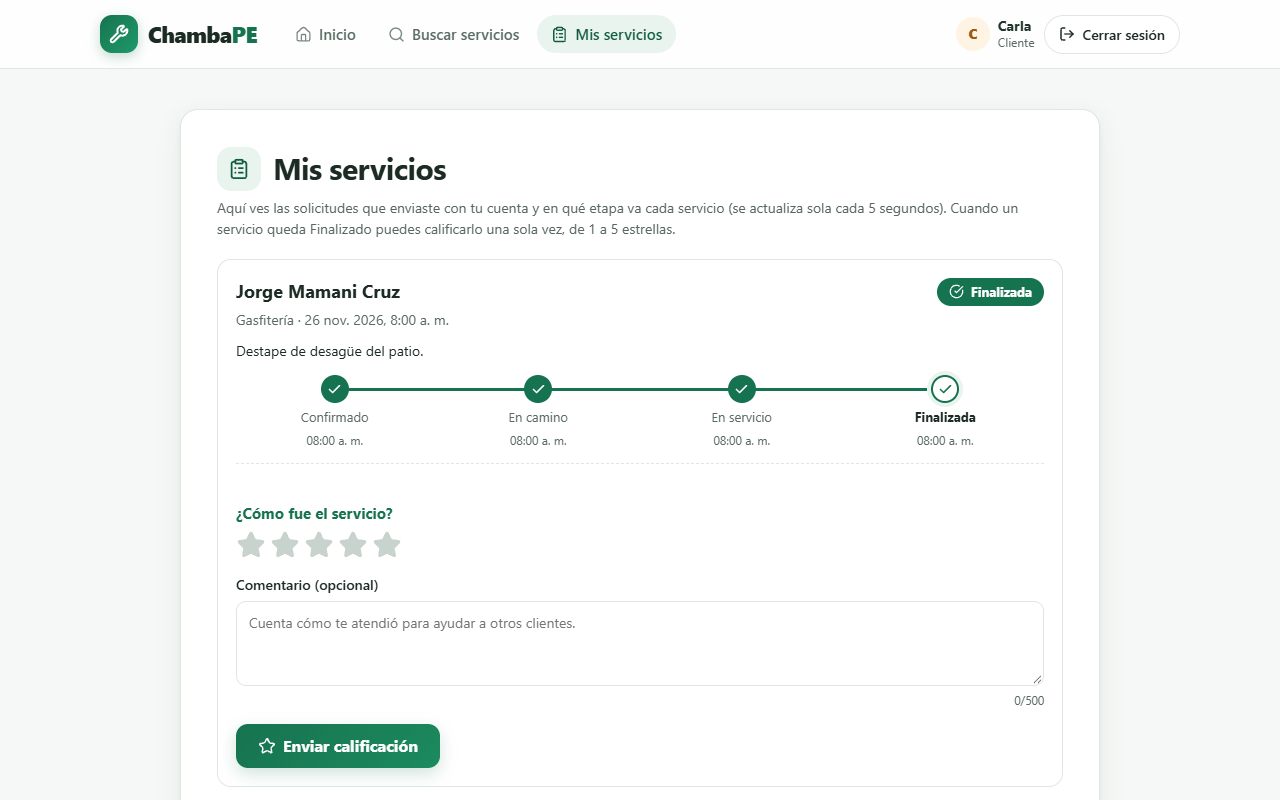 ChambaPE
Inicio
Buscar servicios
Mis servicios
C
Carla
Cliente
Cerrar sesión
Mis servicios
Aquí ves las solicitudes que enviaste con tu cuenta y en qué etapa va cada servicio (se actualiza sola cada 5 segundos). Cuando un
servicio queda Finalizado puedes calificarlo una sola vez, de 1 a 5 estrellas.
Jorge Mamani Cruz
Finalizada
Gasfitería · 26 nov. 2026, 8:00 a. m.
Destape de desagüe del patio.
Confirmado
En camino
En servicio
Finalizada
08:00 a. m.
08:00 a. m.
08:00 a. m.
08:00 a. m.
¿Cómo fue el servicio?
Comentario (opcional)
Cuenta cómo te atendió para ayudar a otros clientes.
0/500
Enviar calificación